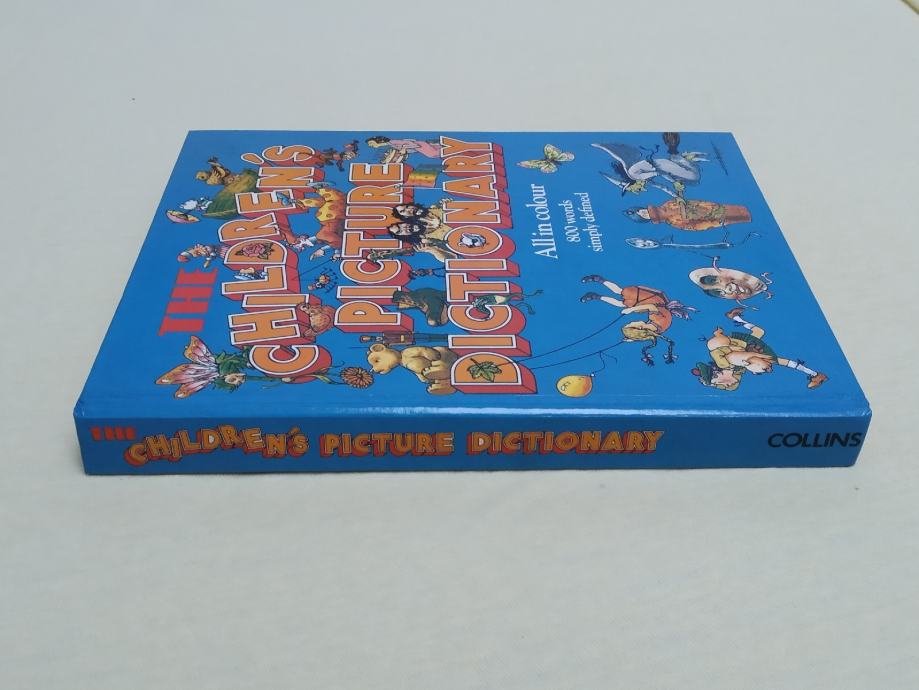 THE
CHILDREN'S
PICTURE
DICTIONARY
All in colour
800 words
simply defined
THE CHILDREN'S PICTURE DICTIONARY
COLLINS